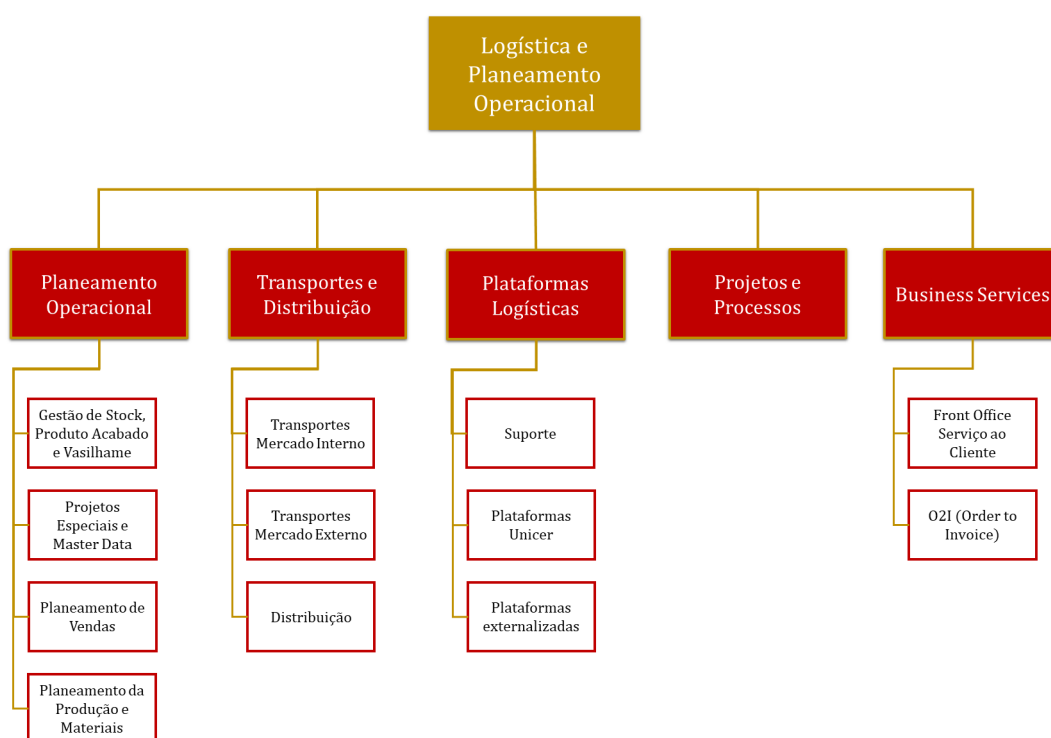 Logística e
Planeamento
Operacional
Planeamento
Operacional
Transportes e
Distribuição
Plataformas
Logísticas
Projetos e
Processos
Business Services
Gestão de Stock,
Produto Acabado
e Vasilhame
Projetos
Especiais e
Master Data
Planeamento de
Vendas
Planeamento da
Produção e
Materiais
Transportes
Mercado Interno
Transportes
Mercado Externo
Distribuição
Suporte
Plataformas
Unicer
Plataformas
externalizadas
Front Office
Serviço ao
Cliente
O2I (Order to
Invoice)